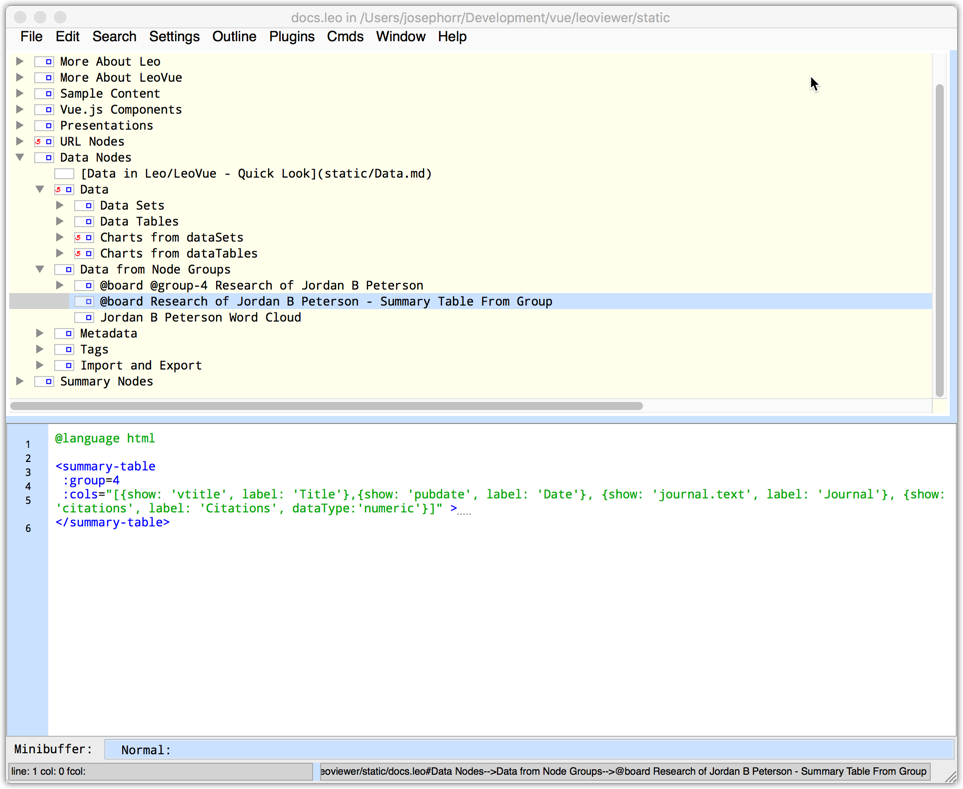 docs.leo in /Users/josephorr/Development/vue/leoviewer/static
File Edit Search Settings Outline Plugins Cmds Window Help
More About Leo
More About LeoVue
Sample Content
Vue.js Components
Presentations
URL Nodes
Data Nodes
[Data in Leo/LeoVue - Quick Look](static/Data.md)
Data
Data Sets
Data Tables
Charts from dataSets
Charts from dataTables
Data from Node Groups
@board @group-4 Research of Jordan B Peterson
@board Research of Jordan B Peterson - Summary Table From Group
Jordan B Peterson Word Cloud
Metadata
Tags
Import and Export
Summary Nodes
1 @language html
2
3 <summary-table
4 :group=4
5 :cols="[{show: 'vtitle', label: 'Title'},{show: 'pubdate', label: 'Date'}, {show: 'journal.text', label: 'Journal'}, {show:
'citations', label: 'Citations', dataType:'numeric'}]" >
6 </summary-table>
Minibuffer: Normal:
line: 1 col: 0 fcol: eoviewer/static/docs.leo#Data Nodes-->Data from Node Groups-->@board Research of Jordan B Peterson - Summary Table From Group